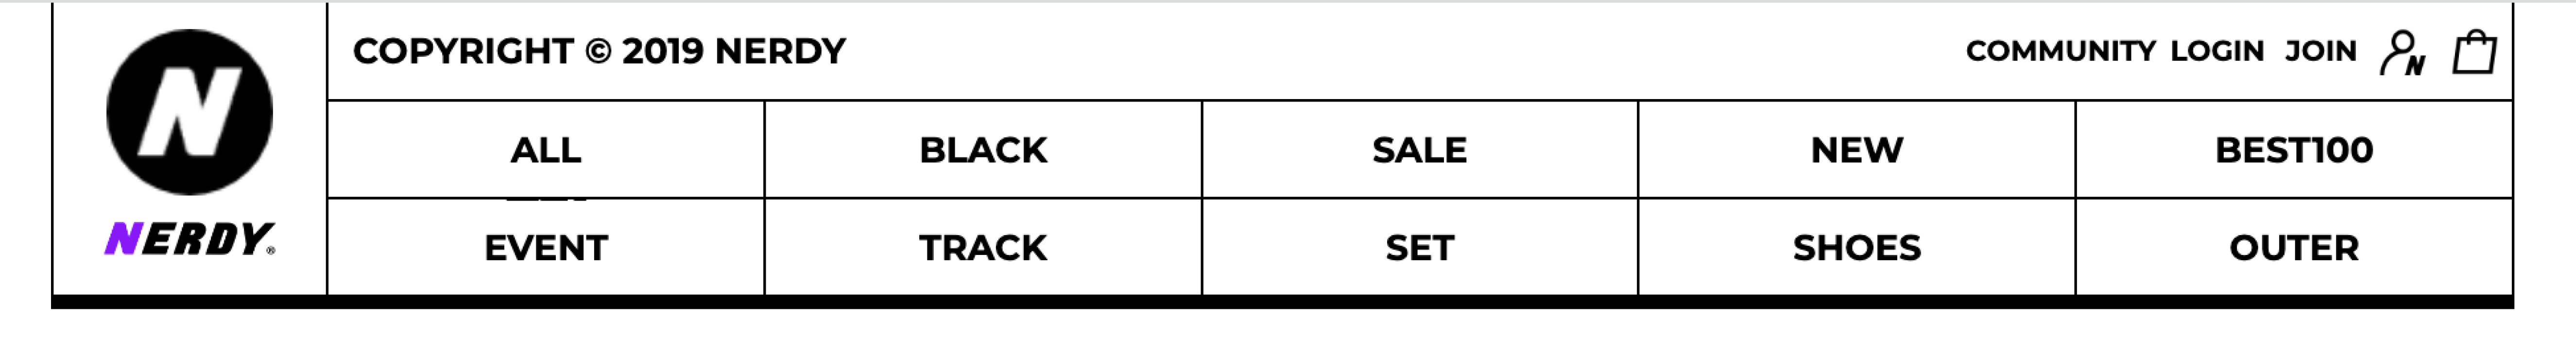 N
NERDY®
COPYRIGHT © 2019 NERDY
COMMUNITY LOGIN JOIN N
ALL BLACK SALE NEW BEST100
EVENT TRACK SET SHOES OUTER